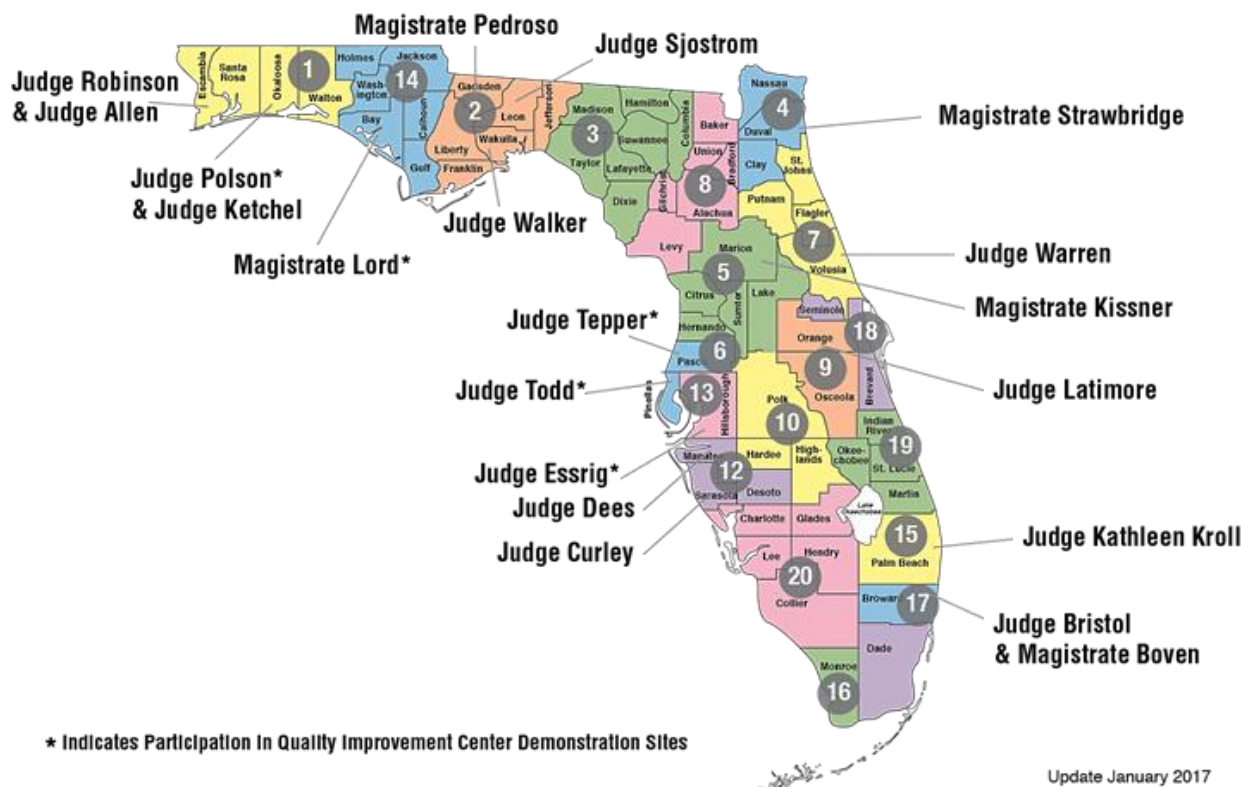 Magistrate Pedroso
Judge Sjostrom
Judge Robinson
& Judge Allen
Judge Polson*
& Judge Ketchel
Magistrate Lord*
Judge Walker
Magistrate Strawbridge
Judge Warren
Magistrate Kissner
Judge Tepper*
Judge Todd*
Judge Latimore
Judge Essrig*
Judge Dees
Judge Curley
Judge Kathleen Kroll
Judge Bristol
& Magistrate Boven
Escambia
Santa
Rosa
Okaloosa
1
Walton
Holmes
Jackson
Wash-
ington
14
Bay
Calhoun
Gulf
Gadsden
2
Leon
Jefferson
Wakulla
Liberty
Franklin
Madison
Hamilton
Columbia
3
Suwannee
Taylor
Lafayette
Dixie
Baker
Union
Bradford
8
Gilchrist
Alachua
Levy
Nassau
4
Duval
Clay
St.
Johns
Putnam
Flagler
7
Volusia
Marion
5
Citrus
Sumter
Lake
Hernando
6
Pasco
Pinellas
13
Hillsborough
Seminole
18
Orange
9
Osceola
Brevard
Polk
10
Hardee
High-
lands
Indian
River
19
Okee-
chobee
St. Lucie
Martin
Manatee
12
Sarasota
Desoto
Charlotte
Glades
Lake
Okeechobee
Lee
Hendry
20
Collier
15
Palm Beach
Broward
17
Dade
Monroe
16
* Indicates Participation in Quality Improvement Center Demonstration Sites
Update January 2017